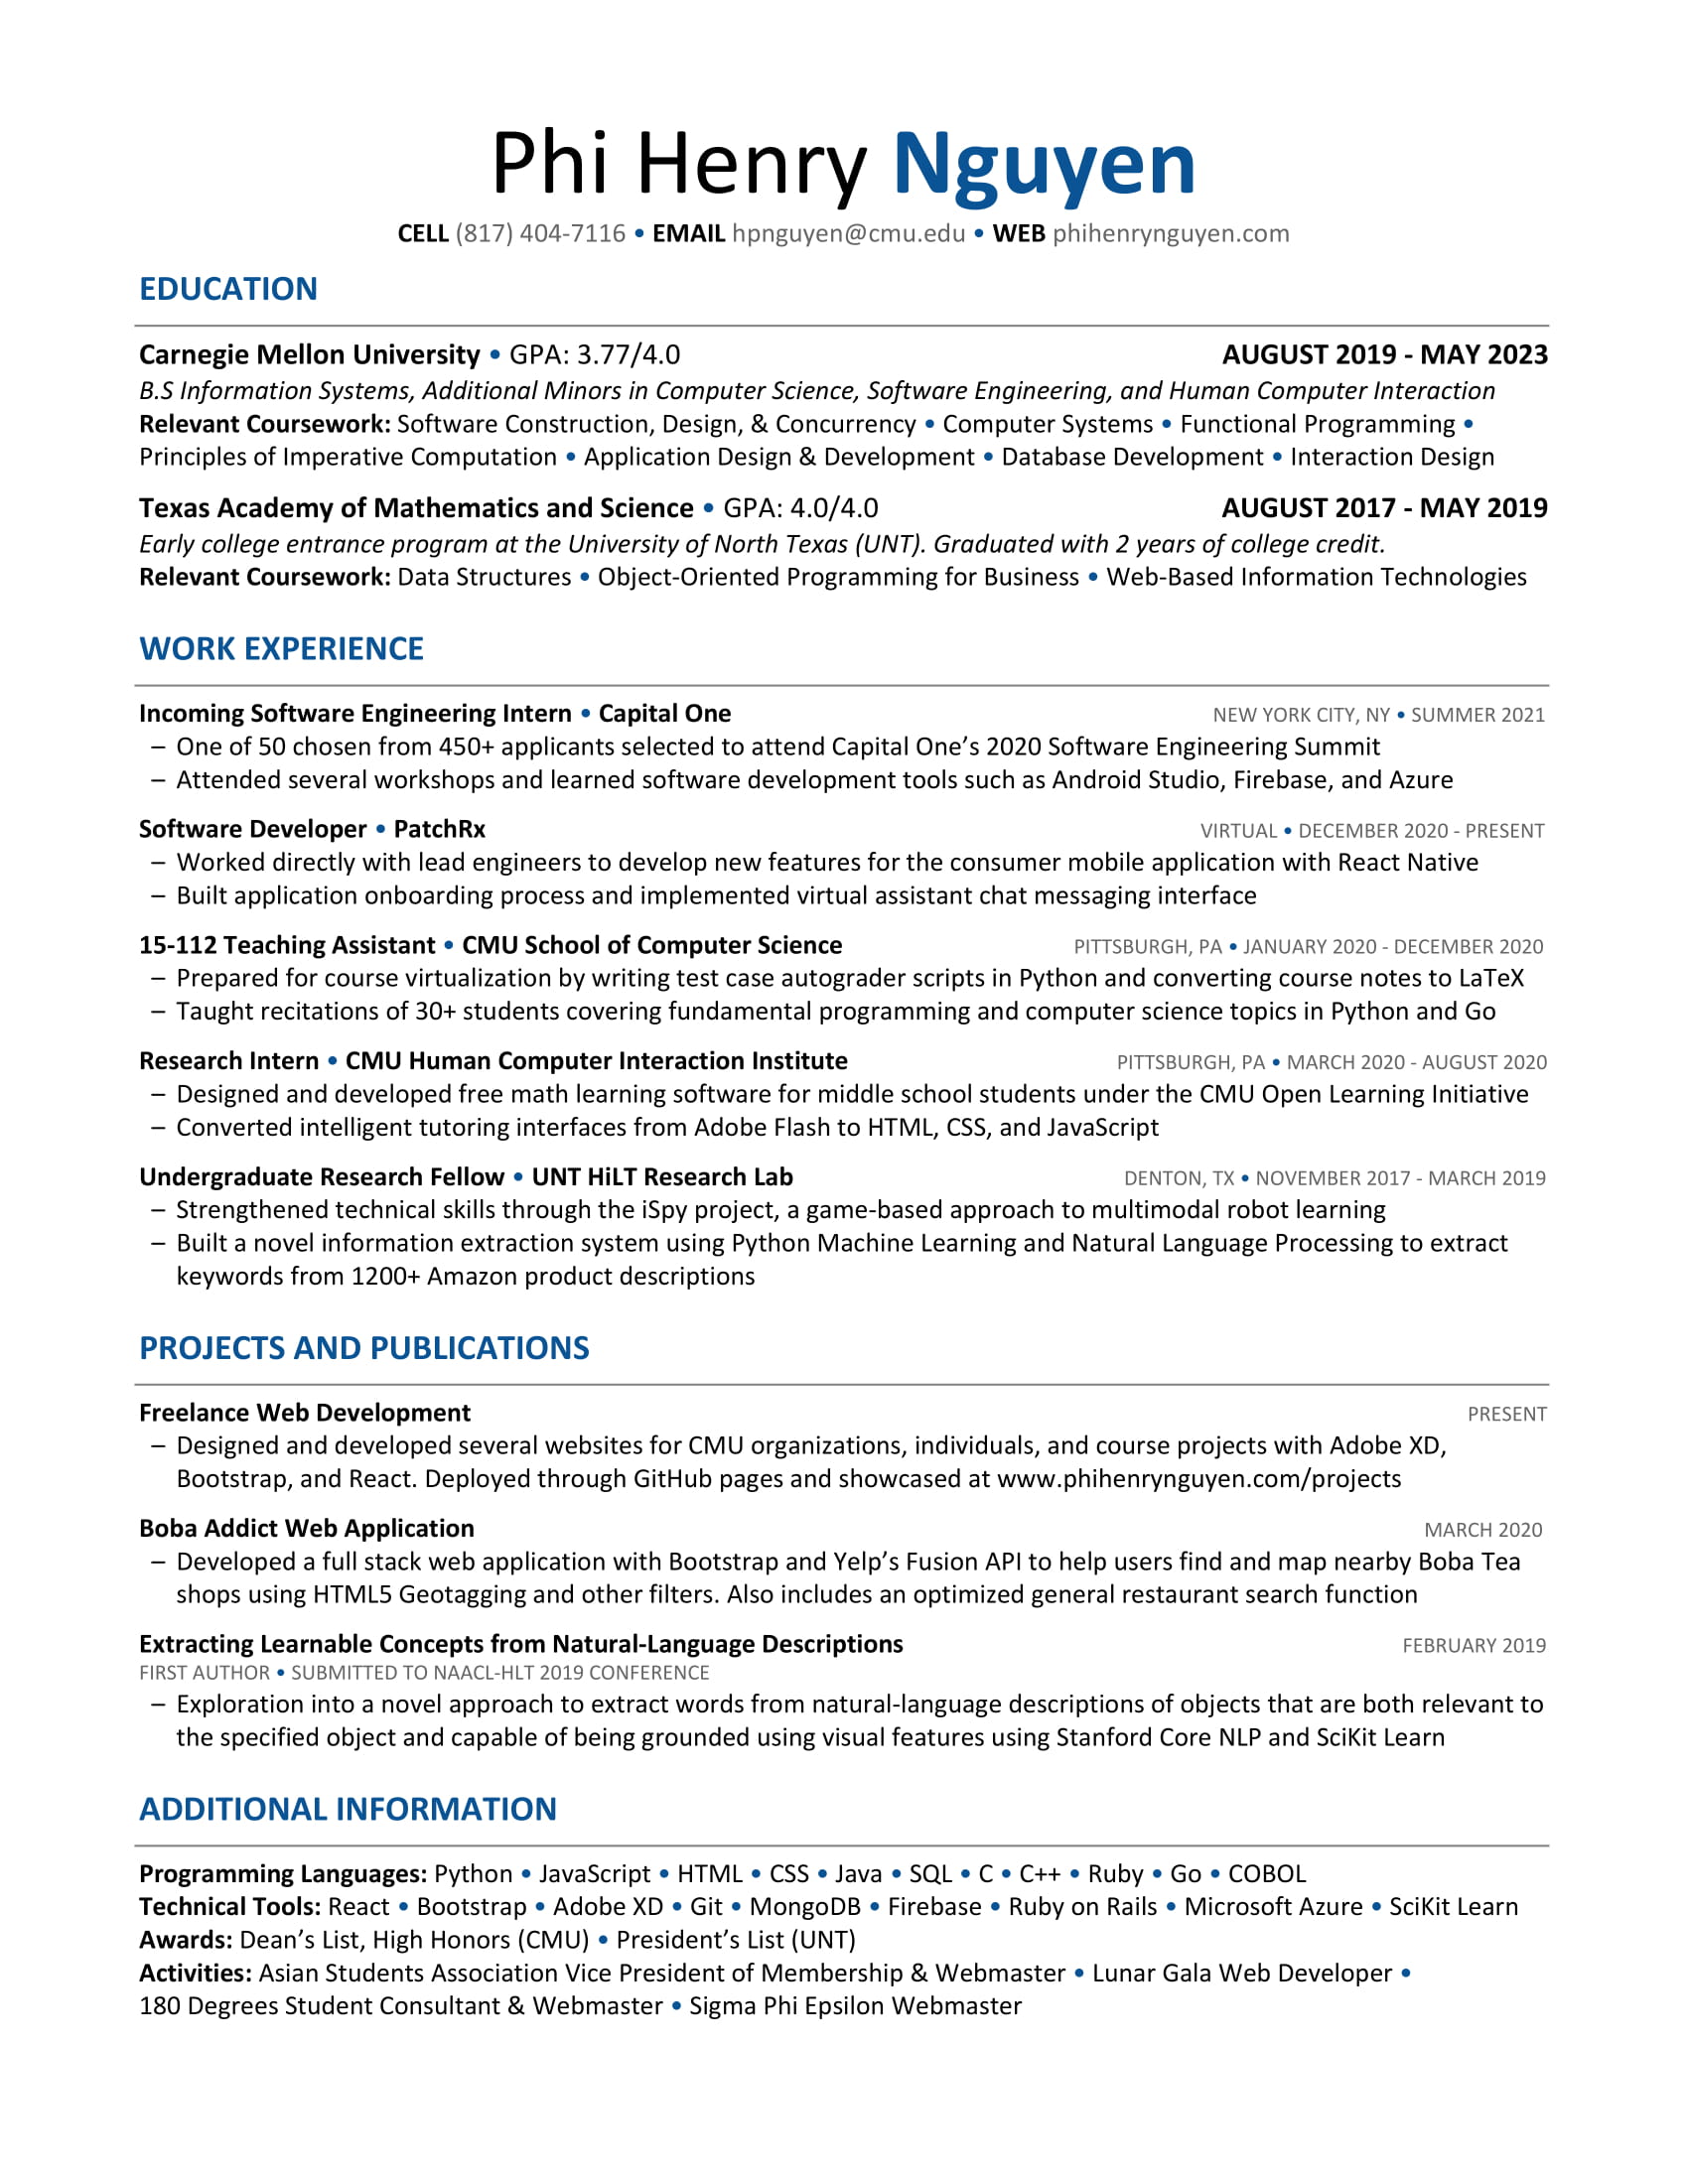 Phi Henry Nguyen
CELL (817) 404-7116 • EMAIL hpnguyen@cmu.edu • WEB phihenrynguyen.com
EDUCATION
Carnegie Mellon University • GPA: 3.77/4.0 AUGUST 2019 - MAY 2023
B.S Information Systems, Additional Minors in Computer Science, Software Engineering, and Human Computer Interaction
Relevant Coursework: Software Construction, Design, & Concurrency • Computer Systems • Functional Programming •
Principles of Imperative Computation • Application Design & Development • Database Development • Interaction Design
Texas Academy of Mathematics and Science • GPA: 4.0/4.0 AUGUST 2017 - MAY 2019
Early college entrance program at the University of North Texas (UNT). Graduated with 2 years of college credit.
Relevant Coursework: Data Structures • Object-Oriented Programming for Business • Web-Based Information Technologies
WORK EXPERIENCE
Incoming Software Engineering Intern • Capital One NEW YORK CITY, NY • SUMMER 2021
– One of 50 chosen from 450+ applicants selected to attend Capital One’s 2020 Software Engineering Summit
– Attended several workshops and learned software development tools such as Android Studio, Firebase, and Azure
Software Developer • PatchRx VIRTUAL • DECEMBER 2020 - PRESENT
– Worked directly with lead engineers to develop new features for the consumer mobile application with React Native
– Built application onboarding process and implemented virtual assistant chat messaging interface
15-112 Teaching Assistant • CMU School of Computer Science PITTSBURGH, PA • JANUARY 2020 - DECEMBER 2020
– Prepared for course virtualization by writing test case autograder scripts in Python and converting course notes to LaTeX
– Taught recitations of 30+ students covering fundamental programming and computer science topics in Python and Go
Research Intern • CMU Human Computer Interaction Institute PITTSBURGH, PA • MARCH 2020 - AUGUST 2020
– Designed and developed free math learning software for middle school students under the CMU Open Learning Initiative
– Converted intelligent tutoring interfaces from Adobe Flash to HTML, CSS, and JavaScript
Undergraduate Research Fellow • UNT HiLT Research Lab DENTON, TX • NOVEMBER 2017 - MARCH 2019
– Strengthened technical skills through the iSpy project, a game-based approach to multimodal robot learning
– Built a novel information extraction system using Python Machine Learning and Natural Language Processing to extract
keywords from 1200+ Amazon product descriptions
PROJECTS AND PUBLICATIONS
Freelance Web Development PRESENT
– Designed and developed several websites for CMU organizations, individuals, and course projects with Adobe XD,
Bootstrap, and React. Deployed through GitHub pages and showcased at www.phihenrynguyen.com/projects
Boba Addict Web Application MARCH 2020
– Developed a full stack web application with Bootstrap and Yelp’s Fusion API to help users find and map nearby Boba Tea
shops using HTML5 Geotagging and other filters. Also includes an optimized general restaurant search function
Extracting Learnable Concepts from Natural-Language Descriptions FEBRUARY 2019
FIRST AUTHOR • SUBMITTED TO NAACL-HLT 2019 CONFERENCE
– Exploration into a novel approach to extract words from natural-language descriptions of objects that are both relevant to
the specified object and capable of being grounded using visual features using Stanford Core NLP and SciKit Learn
ADDITIONAL INFORMATION
Programming Languages: Python • JavaScript • HTML • CSS • Java • SQL • C • C++ • Ruby • Go • COBOL
Technical Tools: React • Bootstrap • Adobe XD • Git • MongoDB • Firebase • Ruby on Rails • Microsoft Azure • SciKit Learn
Awards: Dean’s List, High Honors (CMU) • President’s List (UNT)
Activities: Asian Students Association Vice President of Membership & Webmaster • Lunar Gala Web Developer •
180 Degrees Student Consultant & Webmaster • Sigma Phi Epsilon Webmaster